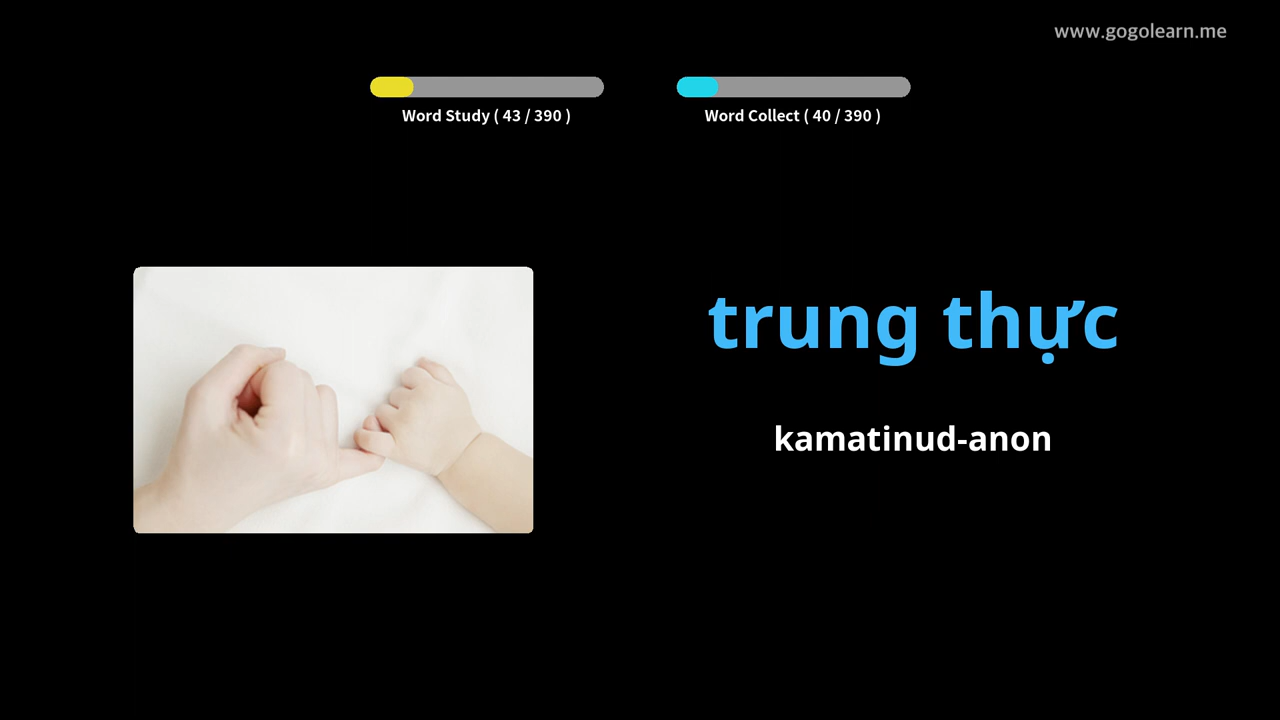 www.gogolearn.me
Word Study ( 43 / 390 )
Word Collect ( 40 / 390 )
trung thực
kamatinud-anon